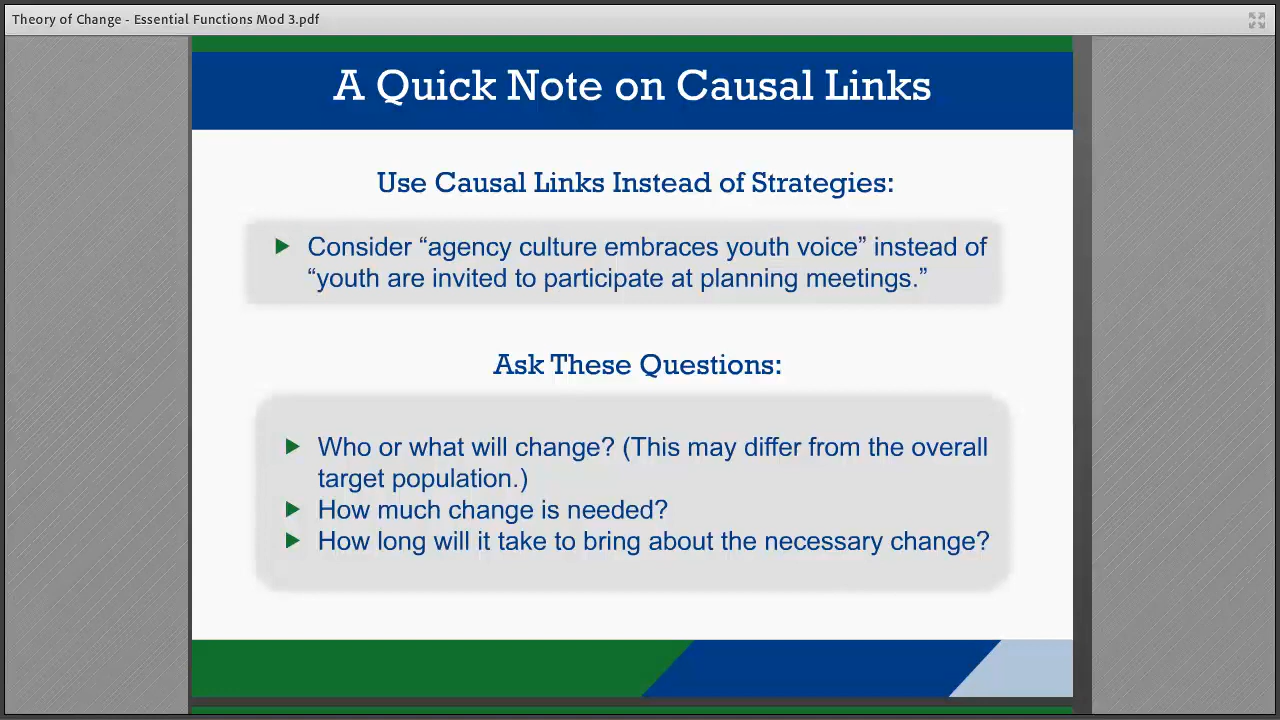 Theory of Change - Essential Functions Mod 3.pdf
A Quick Note on Causal Links
Use Causal Links Instead of Strategies:
Consider “agency culture embraces youth voice” instead of
“youth are invited to participate at planning meetings.”
Ask These Questions:
Who or what will change? (This may differ from the overall
target population.)
How much change is needed?
How long will it take to bring about the necessary change?